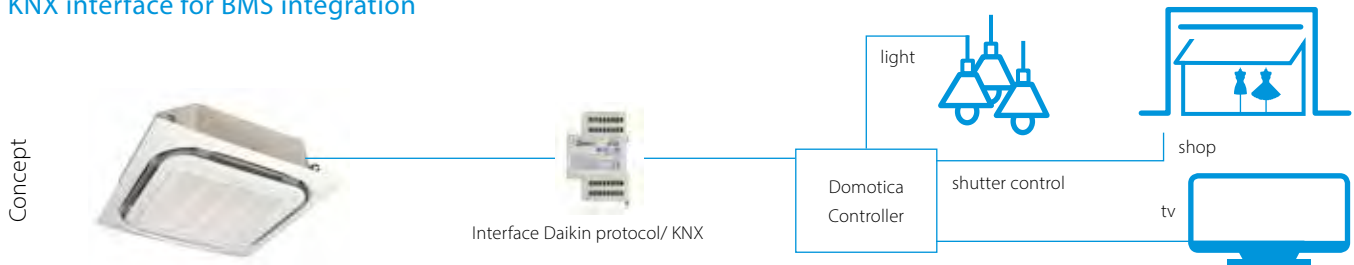 KNX interface for BMS integration
Concept
light
shop
Domotica
Controller
shutter control
tv
Interface Daikin protocol/ KNX